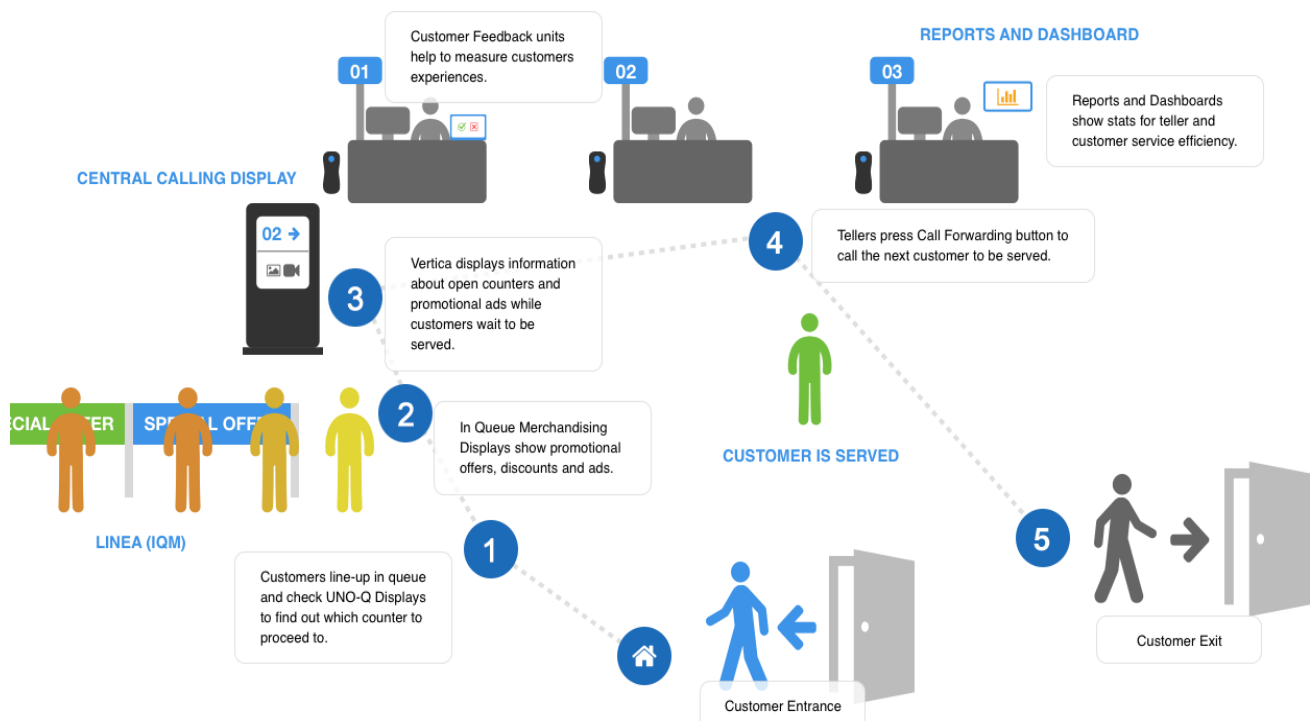 Customer Feedback units
help to measure customers
experiences.
REPORTS AND DASHBOARD
01
02
03
Reports and Dashboards
show stats for teller and
customer service efficiency.
CENTRAL CALLING DISPLAY
02
3
Vertica displays information
about open counters and
promotional ads while
customers wait to be
served.
4
Tellers press Call Forwarding button to
call the next customer to be served.
ECIAL FER
SP L OFF
2
In Queue Merchandising
Displays show promotional
offers, discounts and ads.
CUSTOMER IS SERVED
LINEA (IQM)
1
Customers line-up in queue
and check UNO-Q Displays
to find out which counter to
proceed to.
5
Customer Exit
Customer Entrance